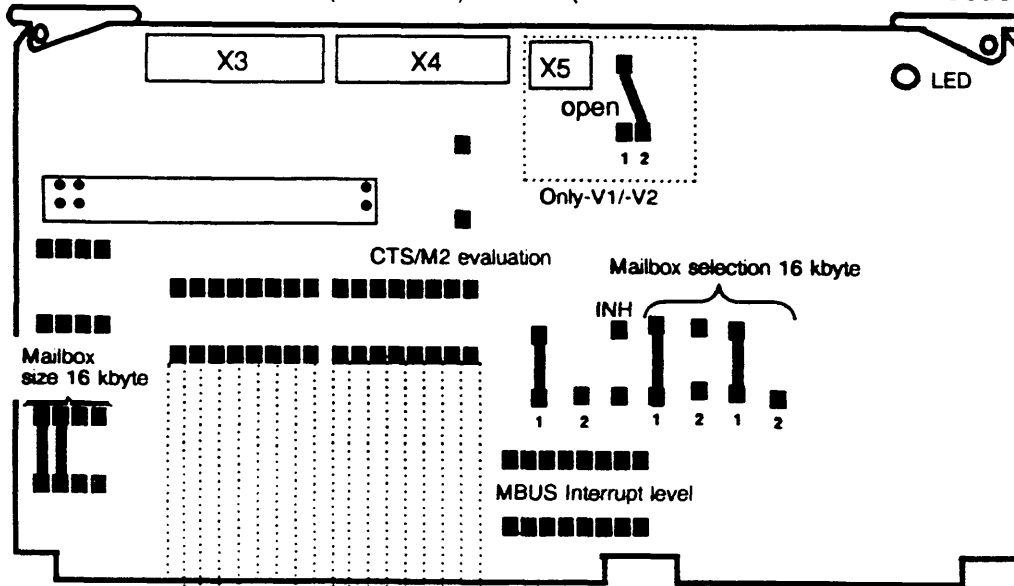 X3
X4
X5
LED
open
1 2
Only-V1/-V2
CTS/M2 evaluation
Mailbox selection 16 kbyte
INH
Mailbox
size 16 kbyte
1 2 1 2 1 2
MBUS Interrupt level